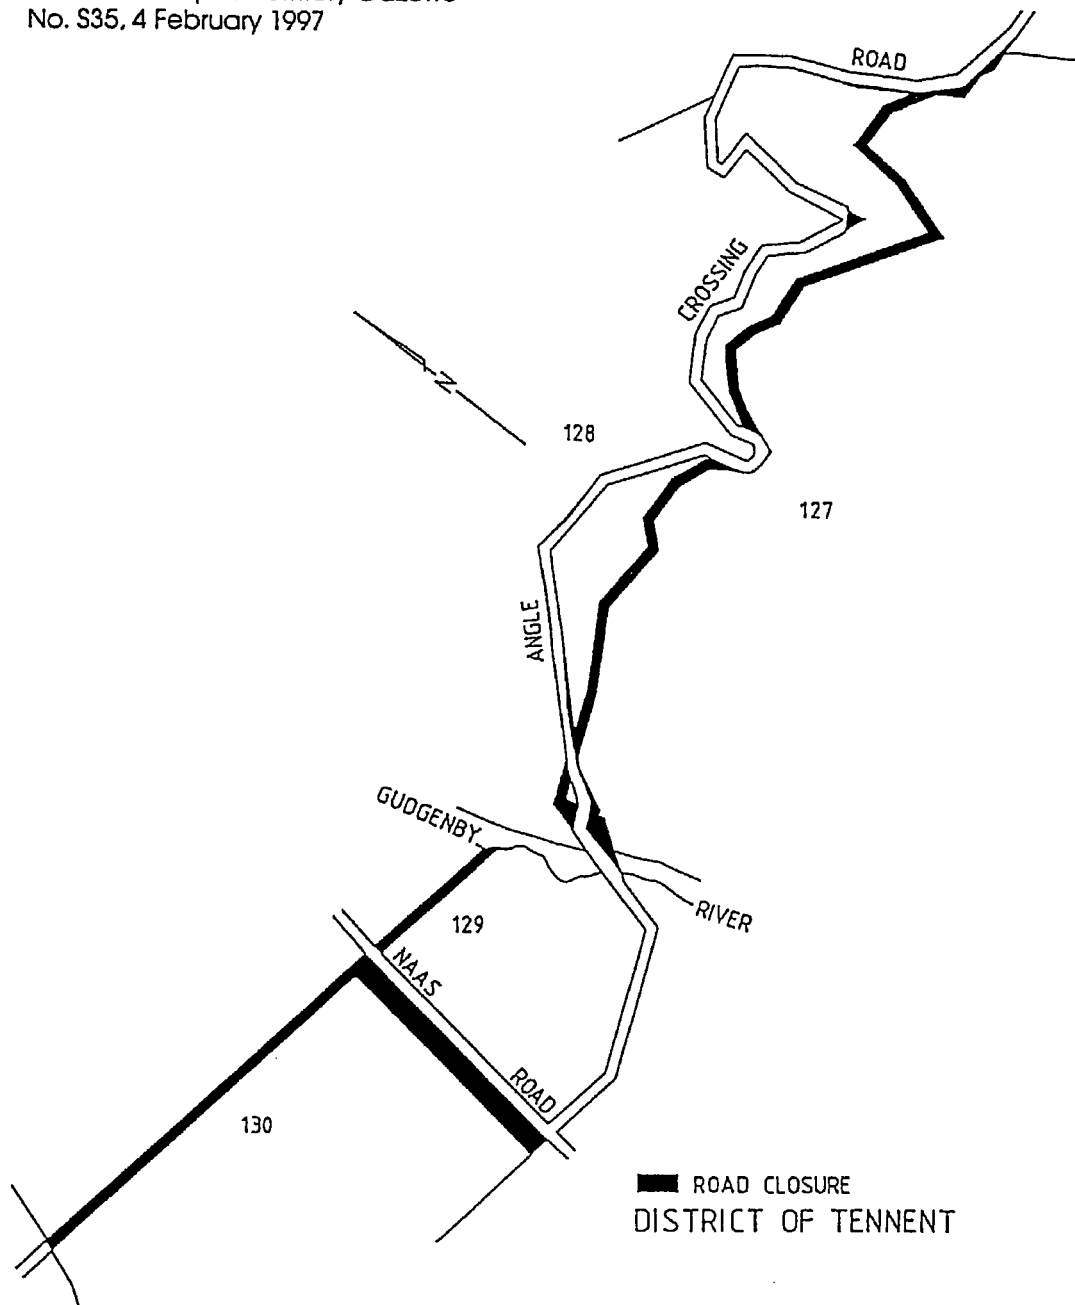 No. S35, 4 February 1997
ROAD
CROSSING
N
128
127
ANGLE
GUDGENBY
RIVER
129
NAAS
ROAD
130
ROAD CLOSURE
DISTRICT OF TENNENT